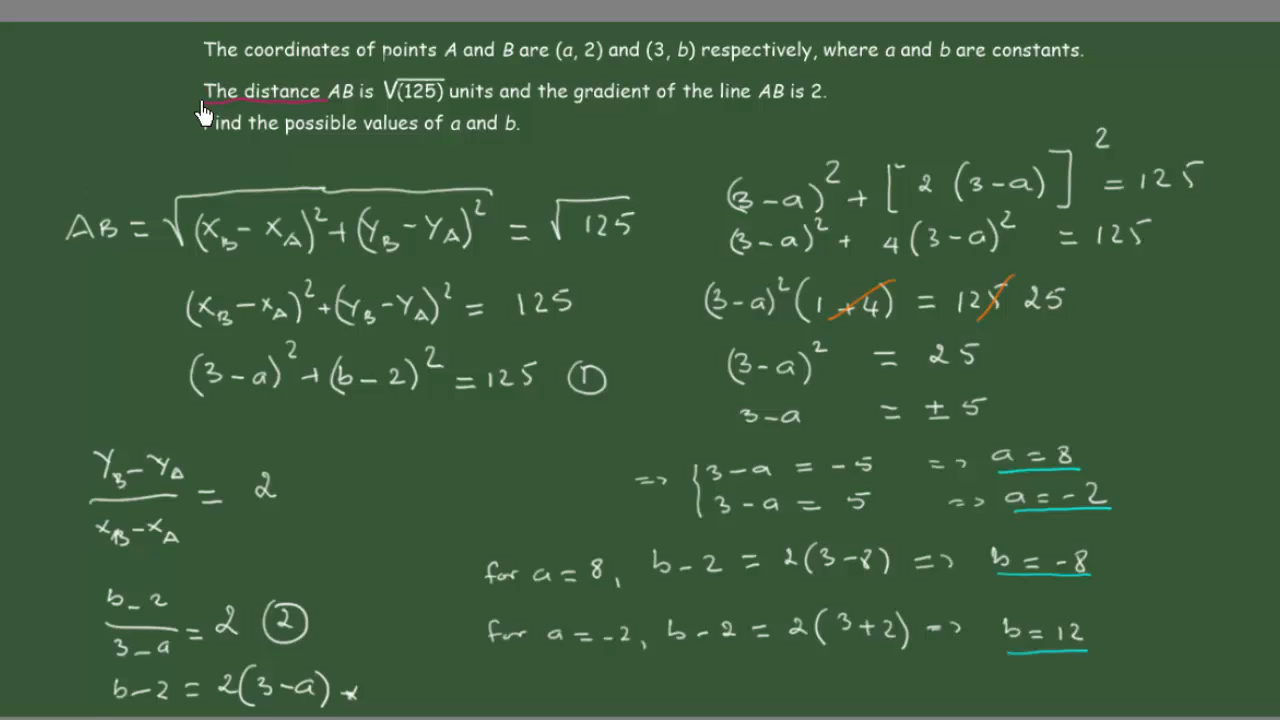 The coordinates of points A and B are (a, 2) and (3, b) respectively, where a and b are constants.
The distance AB is √(125) units and the gradient of the line AB is 2.
Find the possible values of a and b.
AB = √((x_B - x_A)² + (y_B - y_A)²) = √125
(x_B - x_A)² + (y_B - y_A)² = 125
(3 - a)² + (b - 2)² = 125 ①
(y_B - y_A)/(x_B - x_A) = 2
(b - 2)/(3 - a) = 2 ②
b - 2 = 2(3 - a) *
(3 - a)² + [2(3 - a)]² = 125
(3 - a)² + 4(3 - a)² = 125
(3 - a)² (1 + 4) = 125 25
(3 - a)² = 25
3 - a = ± 5
=> { 3 - a = - 5 => a = 8
3 - a = 5 => a = - 2
for a = 8, b - 2 = 2(3 - 8) => b = - 8
for a = - 2, b - 2 = 2(3 + 2) => b = 12